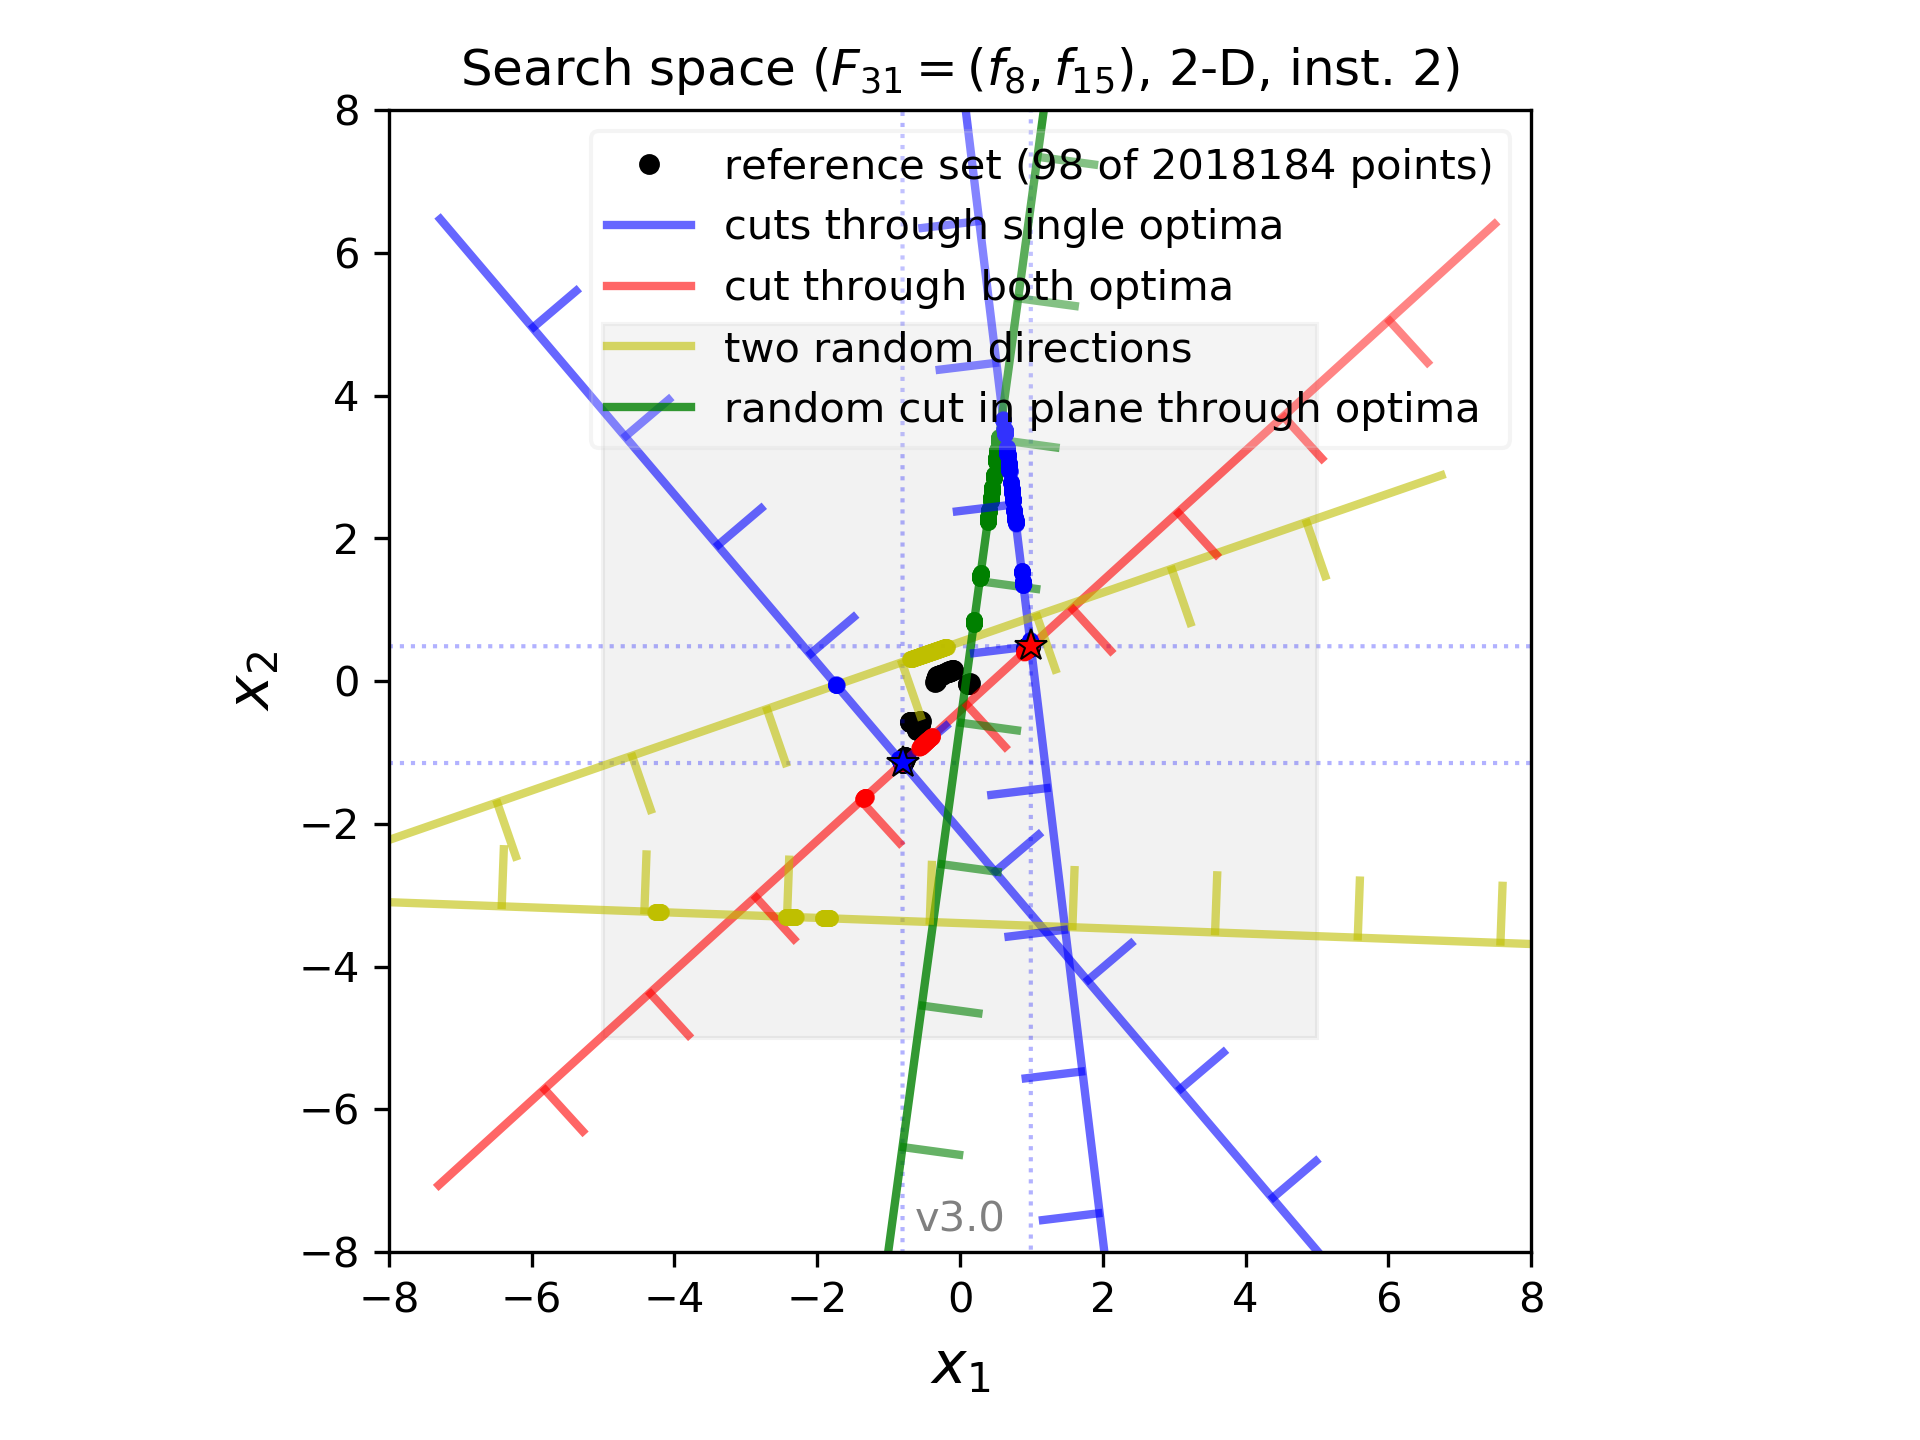 Search space (F31 = (f8, f15), 2-D, inst. 2)
reference set (98 of 2018184 points)
cuts through single optima
cut through both optima
two random directions
random cut in plane through optima
8
6
4
2
0
−2
−4
−6
−8
x2
v3.0
−8 −6 −4 −2 0 2 4 6 8
x1